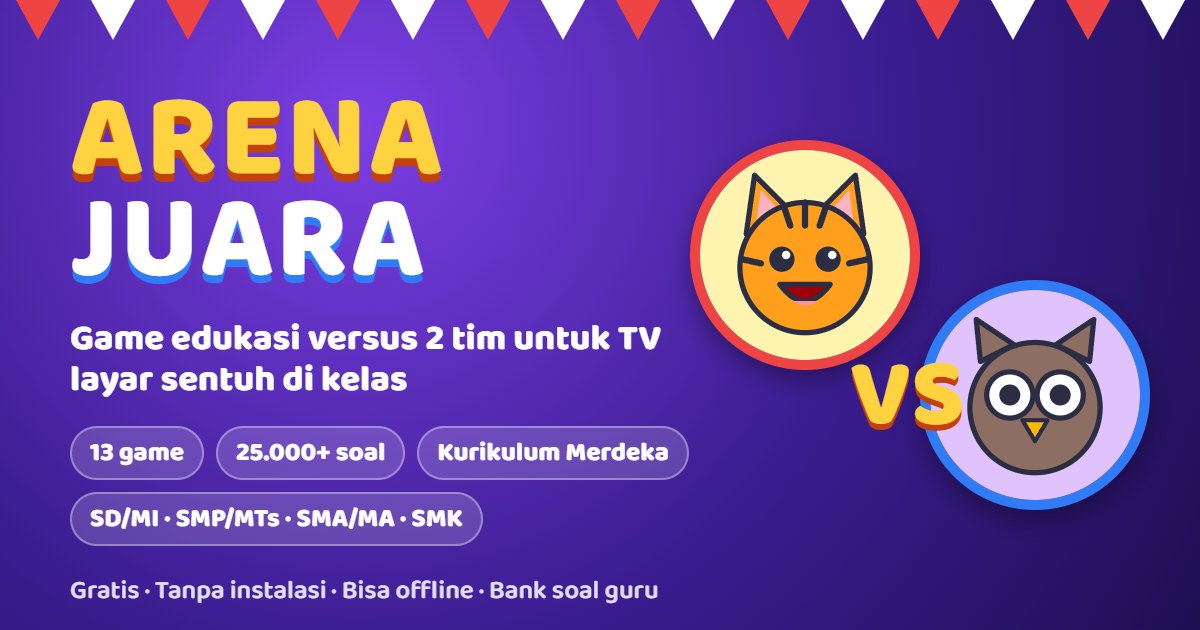 ARENA
JUARA
Game edukasi versus 2 tim untuk TV
layar sentuh di kelas
13 game
25.000+ soal
Kurikulum Merdeka
SD/MI · SMP/MTs · SMA/MA · SMK
Gratis · Tanpa instalasi · Bisa offline · Bank soal guru
VS